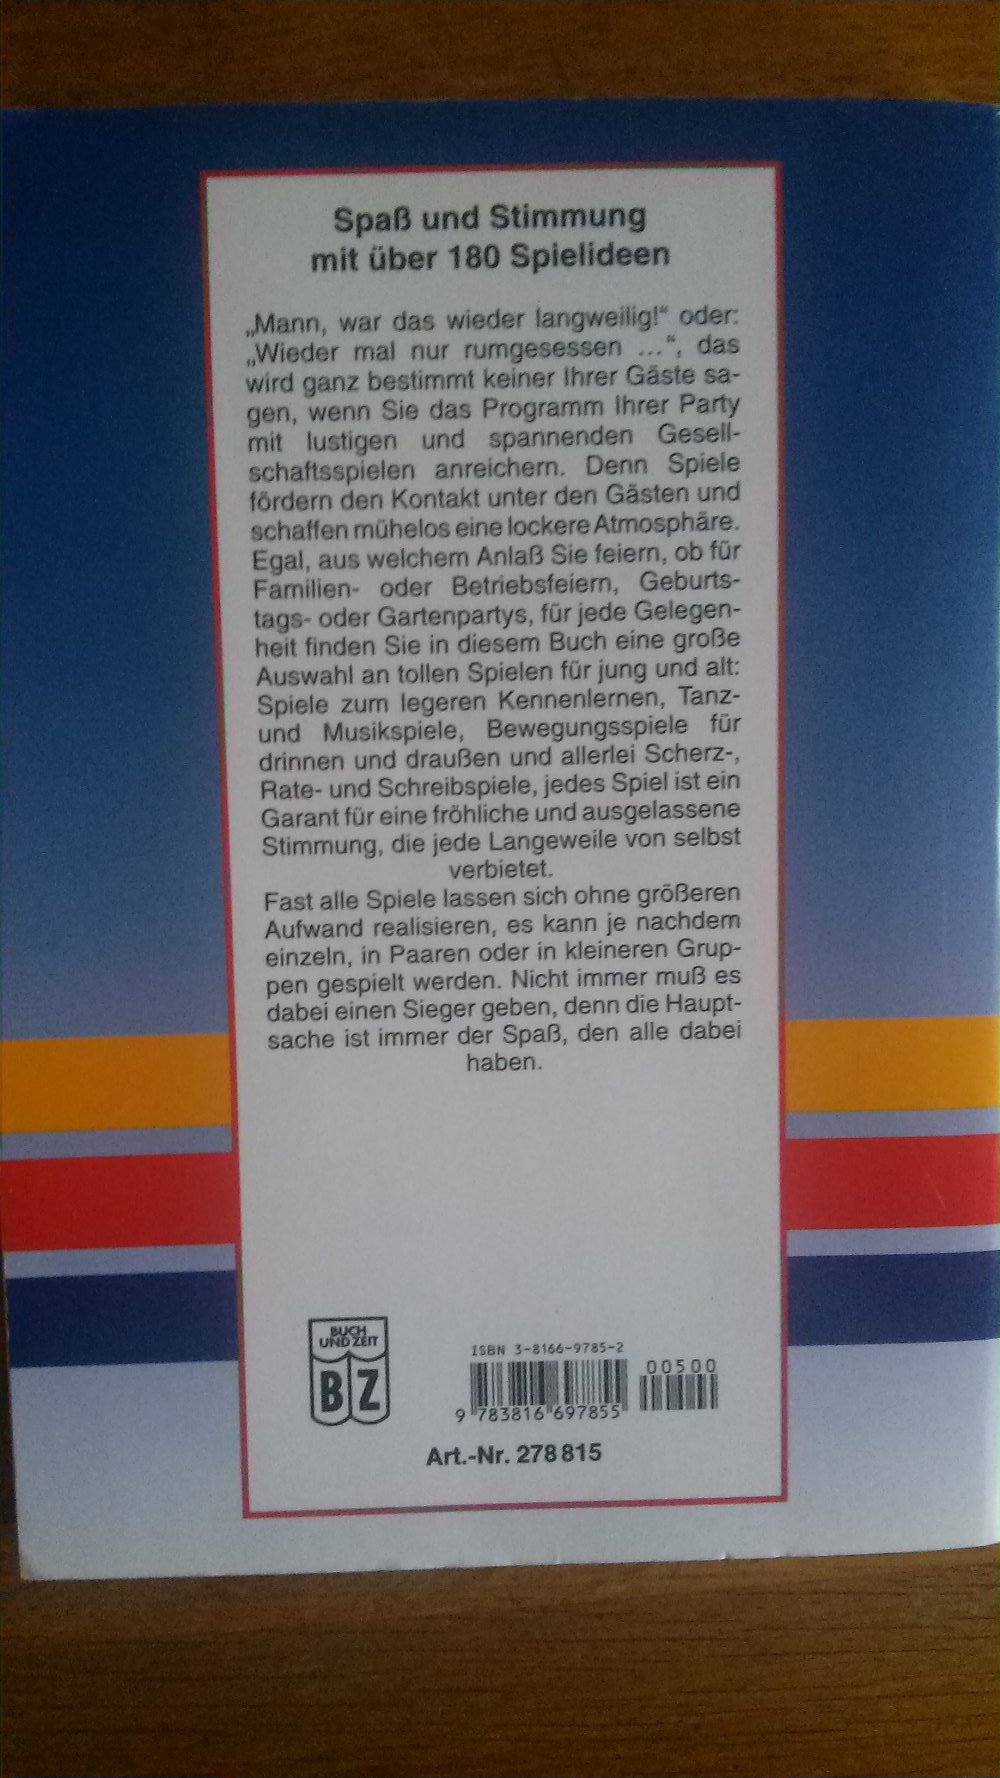 Spaß und Stimmung
mit über 180 Spielideen
„Mann, war das wieder langweilig!“ oder:
„Wieder mal nur rumgesessen ...“, das
wird ganz bestimmt keiner Ihrer Gäste sa-
gen, wenn Sie das Programm Ihrer Party
mit lustigen und spannenden Gesell-
schaftsspielen anreichern. Denn Spiele
fördern den Kontakt unter den Gästen und
schaffen mühelos eine lockere Atmosphäre.
Egal, aus welchem Anlaß Sie feiern, ob für
Familien- oder Betriebsfeiern, Geburts-
tags- oder Gartenpartys, für jede Gelegen-
heit finden Sie in diesem Buch eine große
Auswahl an tollen Spielen für jung und alt:
Spiele zum legeren Kennenlernen, Tanz-
und Musikspiele, Bewegungsspiele für
drinnen und draußen und allerlei Scherz-,
Rate- und Schreibspiele, jedes Spiel ist ein
Garant für eine fröhliche und ausgelassene
Stimmung, die jede Langeweile von selbst
verbietet.
Fast alle Spiele lassen sich ohne größeren
Aufwand realisieren, es kann je nachdem
einzeln, in Paaren oder in kleineren Grup-
pen gespielt werden. Nicht immer muß es
dabei einen Sieger geben, denn die Haupt-
sache ist immer der Spaß, den alle dabei
haben.
BUCH
UND ZEIT
BZ
ISBN 3-8166-9785-2
00500
9 783816 697855
Art.-Nr. 278 815